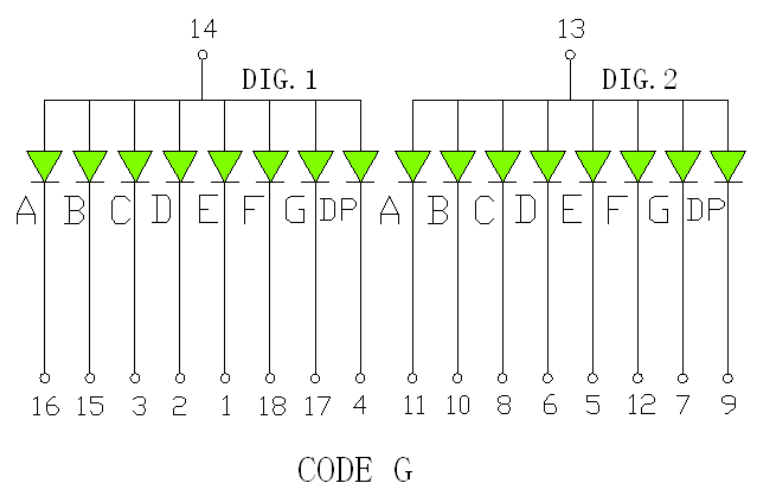 14 13
DIG.1 DIG.2
A B C D E F G DP A B C D E F G DP
16 15 3 2 1 18 17 4 11 10 8 6 5 12 7 9
CODE G